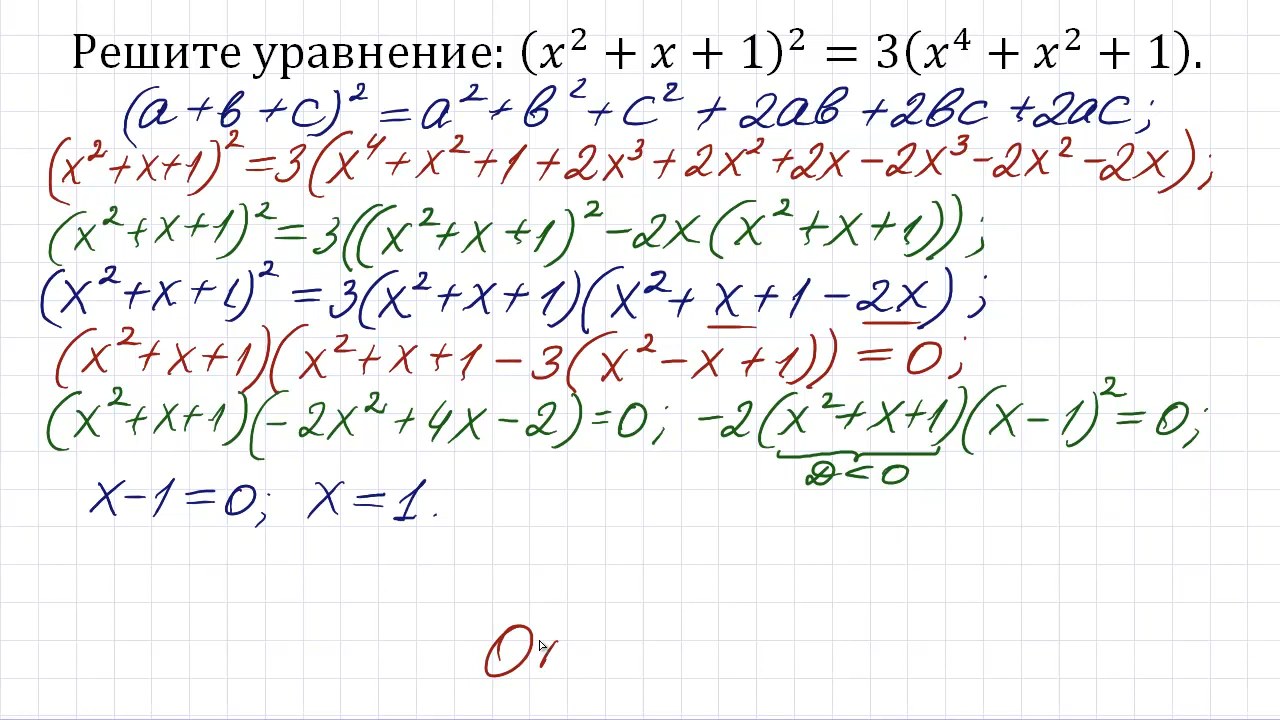 Решите уравнение: (x² + x + 1)² = 3(x⁴ + x² + 1).
(a+b+c)² = a²+b²+c²+2ab+2bc+2ac;
(x²+x+1)²=3(x⁴+x²+1+2x³+2x²+2x−2x³−2x²−2x);
(x²+x+1)²=3((x²+x+1)²−2x(x²+x+1));
(x²+x+1)²=3(x²+x+1)(x²+x+1−2x);
(x²+x+1)(x²+x+1−3(x²−x+1))=0;
(x²+x+1)(−2x²+4x−2)=0; −2(x²+x+1)(x−1)²=0;
D<0
x−1=0; x=1.